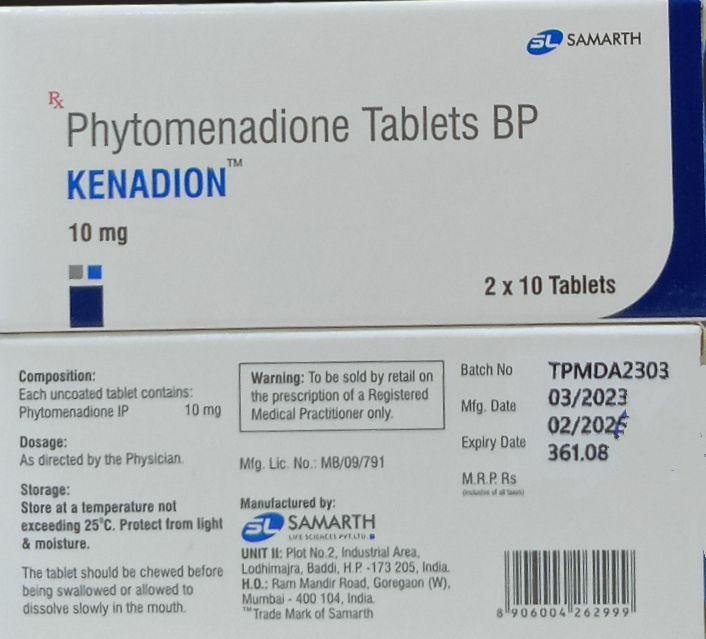 SL SAMARTH
Rx
Phytomenadione Tablets BP
KENADION™
10 mg
2 x 10 Tablets
Composition:
Each uncoated tablet contains:
Phytomenadione IP 10 mg
Dosage:
As directed by the Physician.
Storage:
Store at a temperature not
exceeding 25°C. Protect from light
& moisture.
The tablet should be chewed before
being swallowed or allowed to
dissolve slowly in the mouth.
Warning: To be sold by retail on
the prescription of a Registered
Medical Practitioner only.
Mfg. Lic. No.: MB/09/791
Manufactured by:
SL SAMARTH
LIFE SCIENCES PVT. LTD.
UNIT II: Plot No.2, Industrial Area,
Lodhimajra, Baddi, H.P. -173 205, India.
H.O.: Ram Mandir Road, Goregaon (W),
Mumbai - 400 104, India.
™Trade Mark of Samarth
Batch No TPMDA2303
Mfg. Date 03/2023
Expiry Date
M.R.P. Rs 361.08
(Inclusive of all taxes)
8 906004 262999